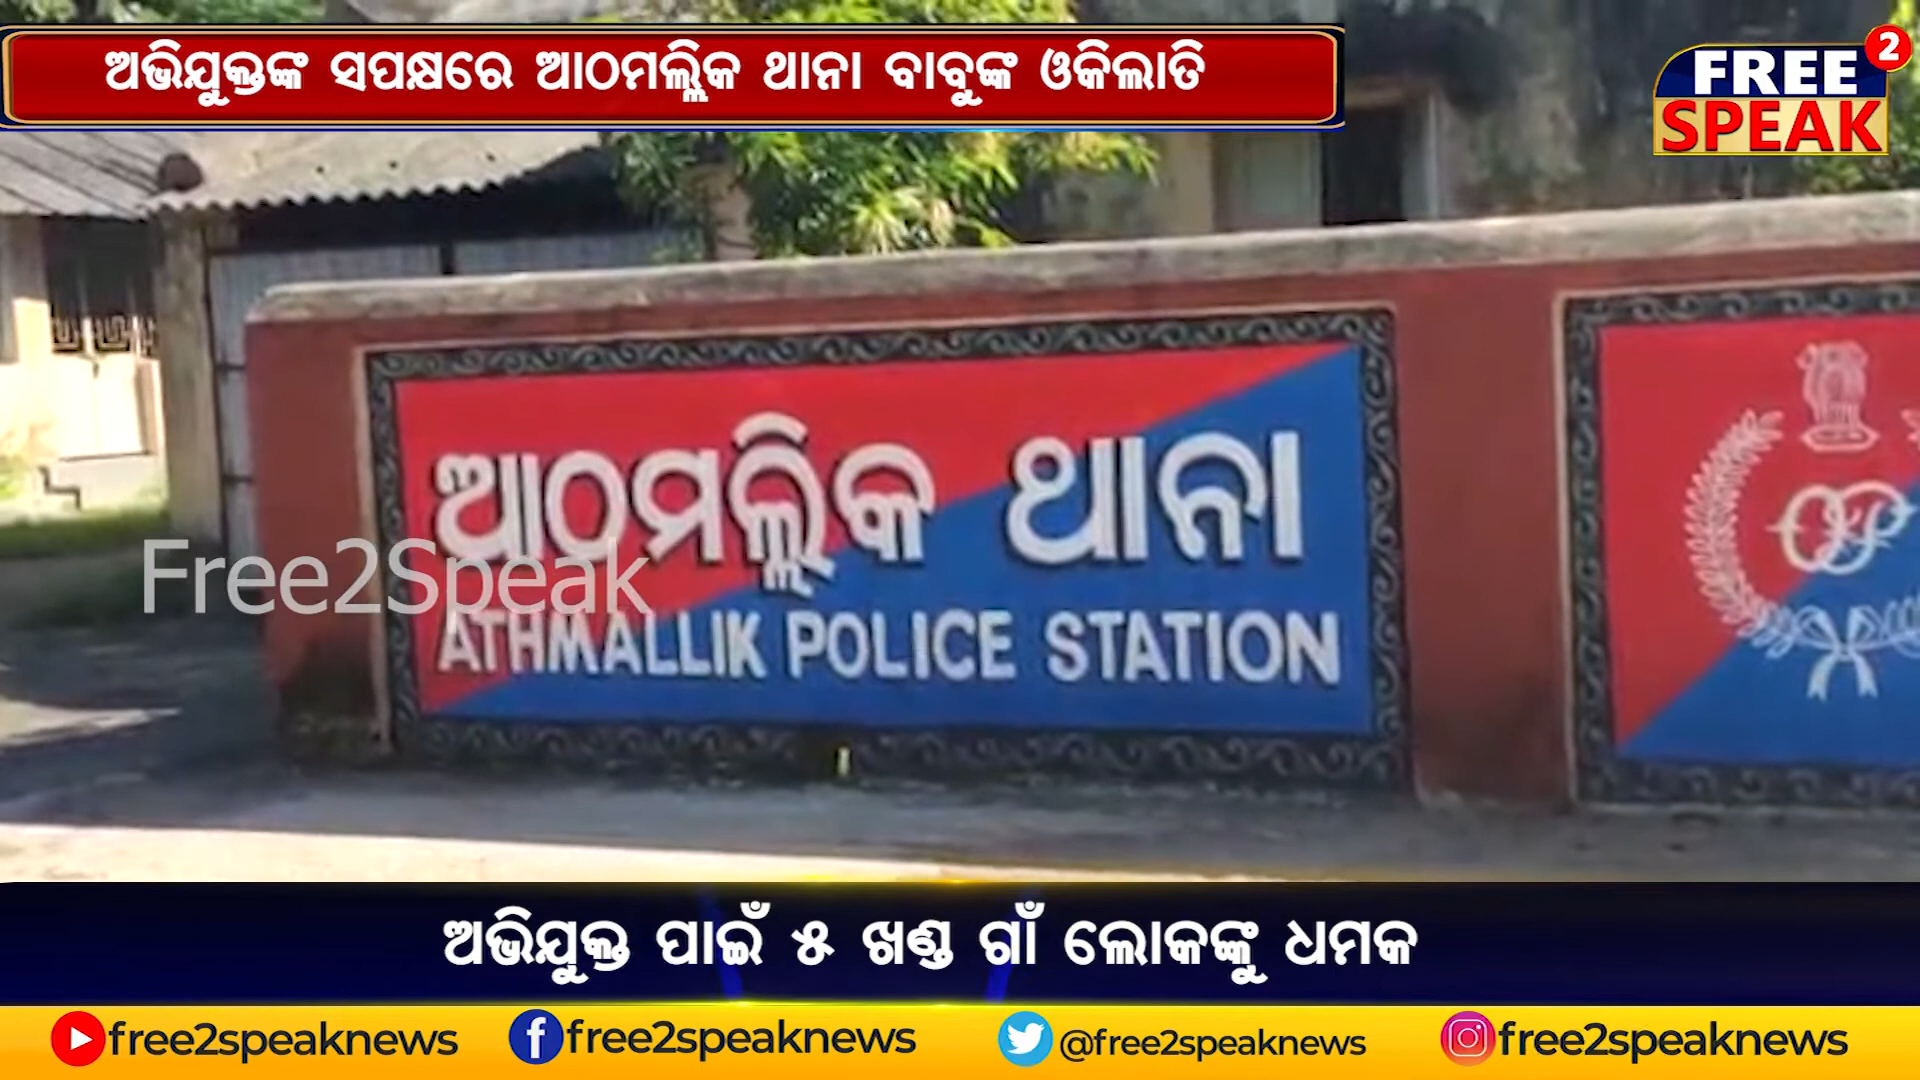 ଅଭିଯୁକ୍ତଙ୍କ ସପକ୍ଷରେ ଆଠମଲ୍ଲିକ ଥାନା ବାବୁଙ୍କ ଓକିଲାତି
FREE 2
SPEAK
ଆଠମଲ୍ଲିକ ଥାନା
Free2Speak
ATHMALLIK POLICE STATION
ଅଭିଯୁକ୍ତ ପାଇଁ ୫ ଖଣ୍ଡ ଗାଁ ଲୋକଙ୍କୁ ଧମକ
free2speaknews free2speaknews @free2speaknews free2speaknews